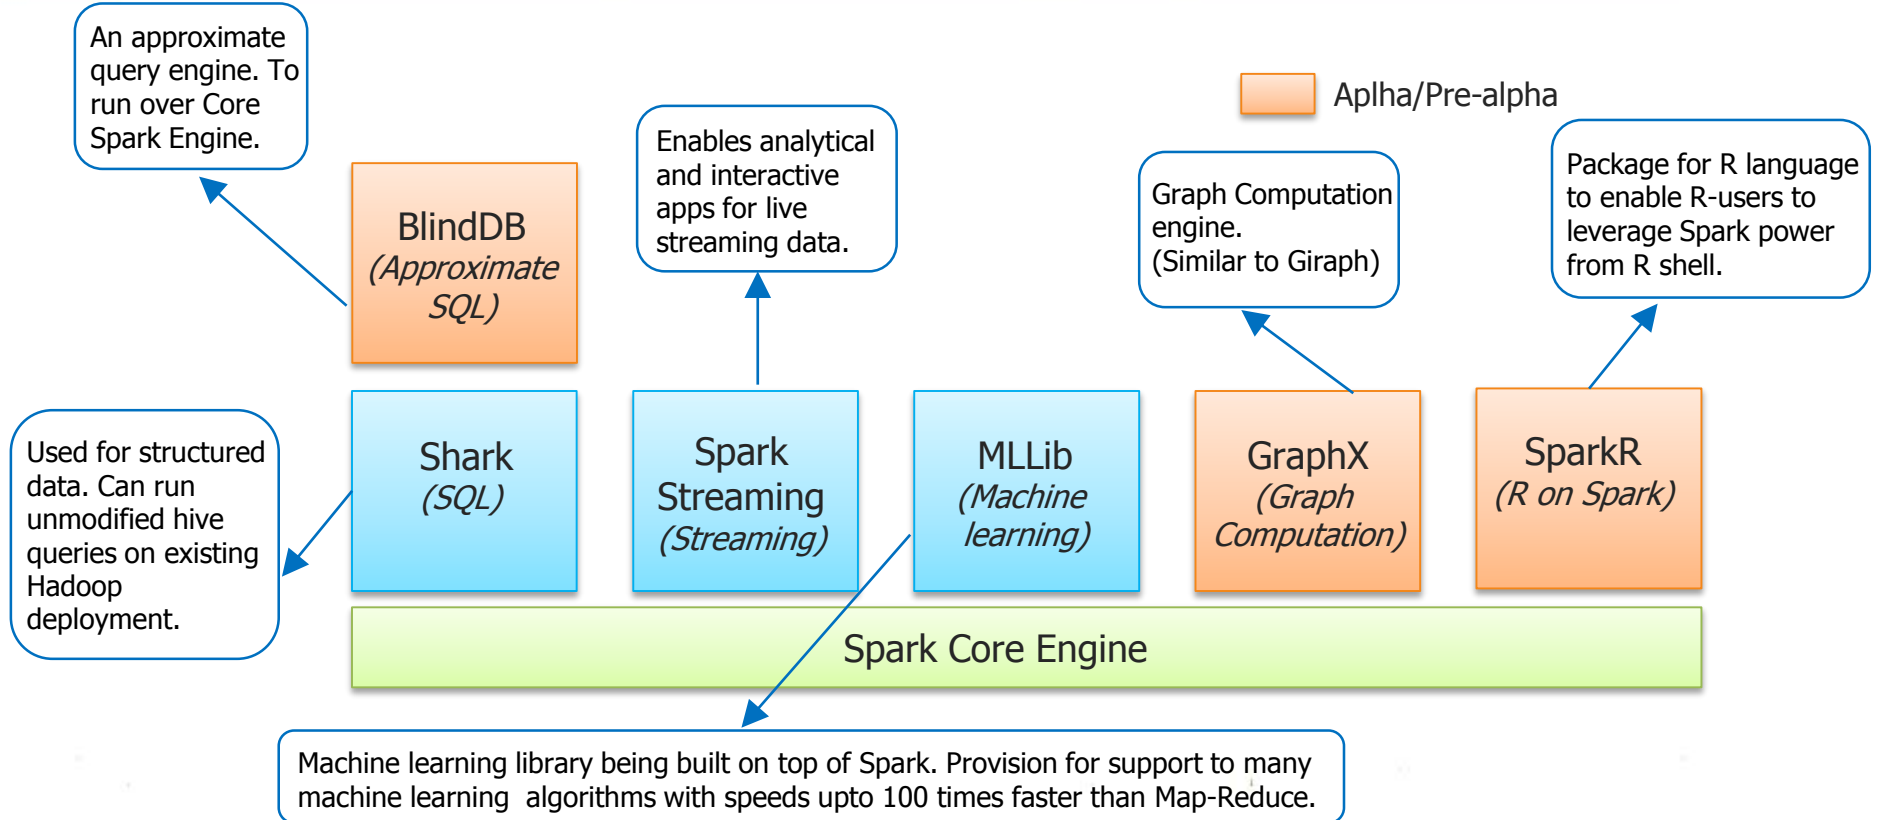 An approximate
query engine. To
run over Core
Spark Engine.
Aplha/Pre-alpha
Enables analytical
and interactive
apps for live
streaming data.
Graph Computation
engine.
(Similar to Giraph)
Package for R language
to enable R-users to
leverage Spark power
from R shell.
BlindDB
(Approximate
SQL)
Used for structured
data. Can run
unmodified hive
queries on existing
Hadoop
deployment.
Shark
(SQL)
Spark
Streaming
(Streaming)
MLLib
(Machine
learning)
GraphX
(Graph
Computation)
SparkR
(R on Spark)
Spark Core Engine
Machine learning library being built on top of Spark. Provision for support to many
machine learning algorithms with speeds upto 100 times faster than Map-Reduce.